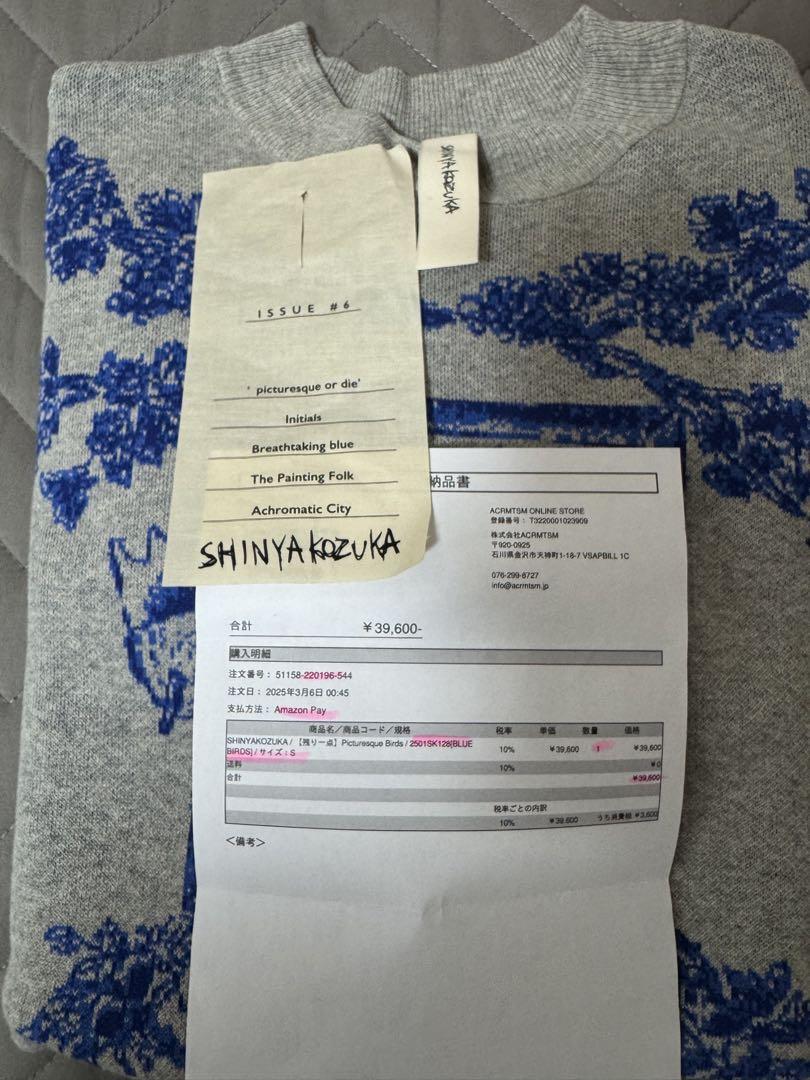 SHINYAKOZUKA
ISSUE #6
' picturesque or die'
Initials
Breathtaking blue
The Painting Folk
Achromatic City
SHINYAKOZUKA
納品書
ACRMTSM ONLINE STORE
登録番号: T3220001023909
株式会社ACRMTSM
〒920-0925
石川県金沢市天神町1-18-7 VSAPBILL 1C
076-299-8727
info@acrmtsm.jp
合計 ¥39,600-
購入明細
注文番号: 51158-220196-544
注文日: 2025年3月6日 00:45
支払方法: Amazon Pay
商品名/商品コード/規格 税率 単価 数量 価格
SHINYAKOZUKA / 【残り一点】Picturesque Birds / 2501SK128[BLUE 10% ¥39,600 1 ¥39,600
BIRDS] / サイズ:S
送料 10% ¥0
合計 ¥39,600
税率ごとの内訳
10% ¥39,600 うち消費税 ¥3,600
<備考>